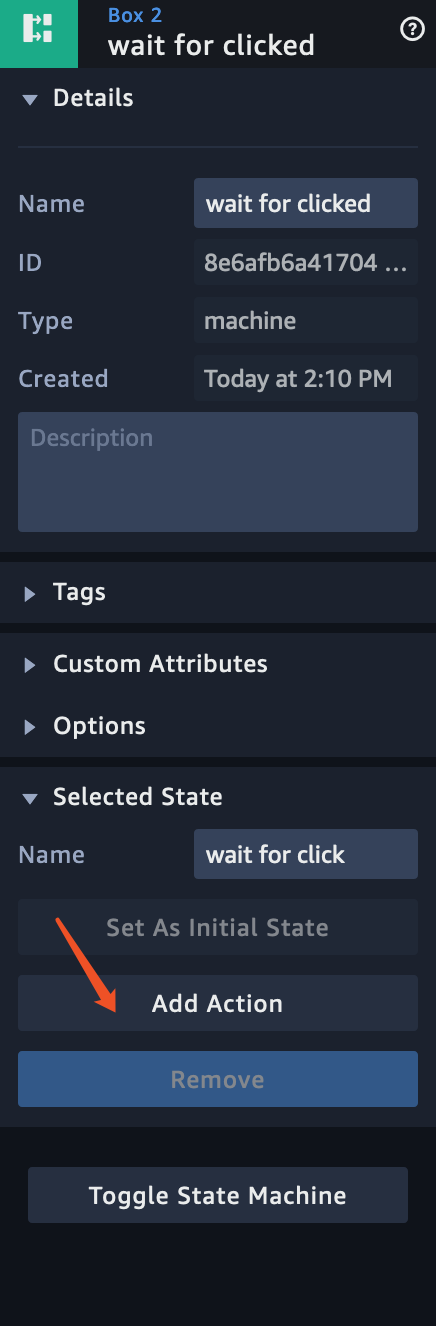 Box 2
wait for clicked
Details
Name wait for clicked
ID 8e6afb6a41704 ...
Type machine
Created Today at 2:10 PM
Description
Tags
Custom Attributes
Options
Selected State
Name wait for click
Set As Initial State
Add Action
Remove
Toggle State Machine